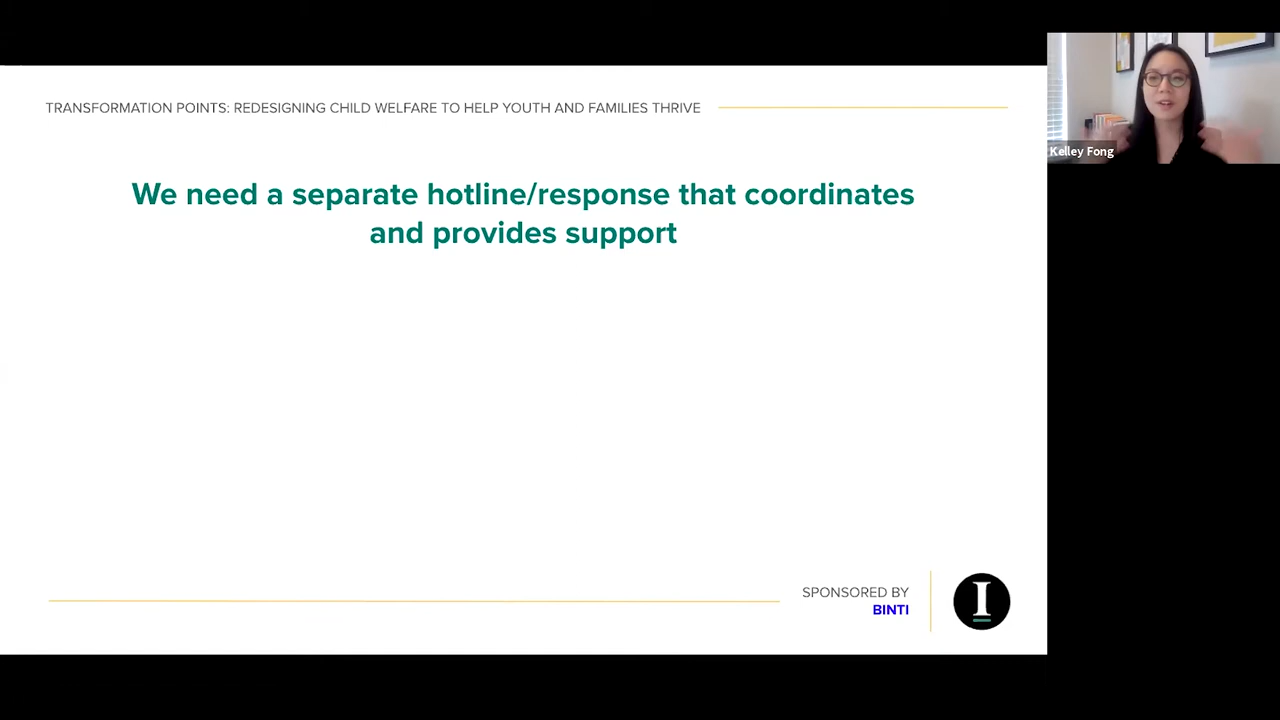 TRANSFORMATION POINTS: REDESIGNING CHILD WELFARE TO HELP YOUTH AND FAMILIES THRIVE
Kelley Fong
We need a separate hotline/response that coordinates
and provides support
SPONSORED BY
BINTI
I